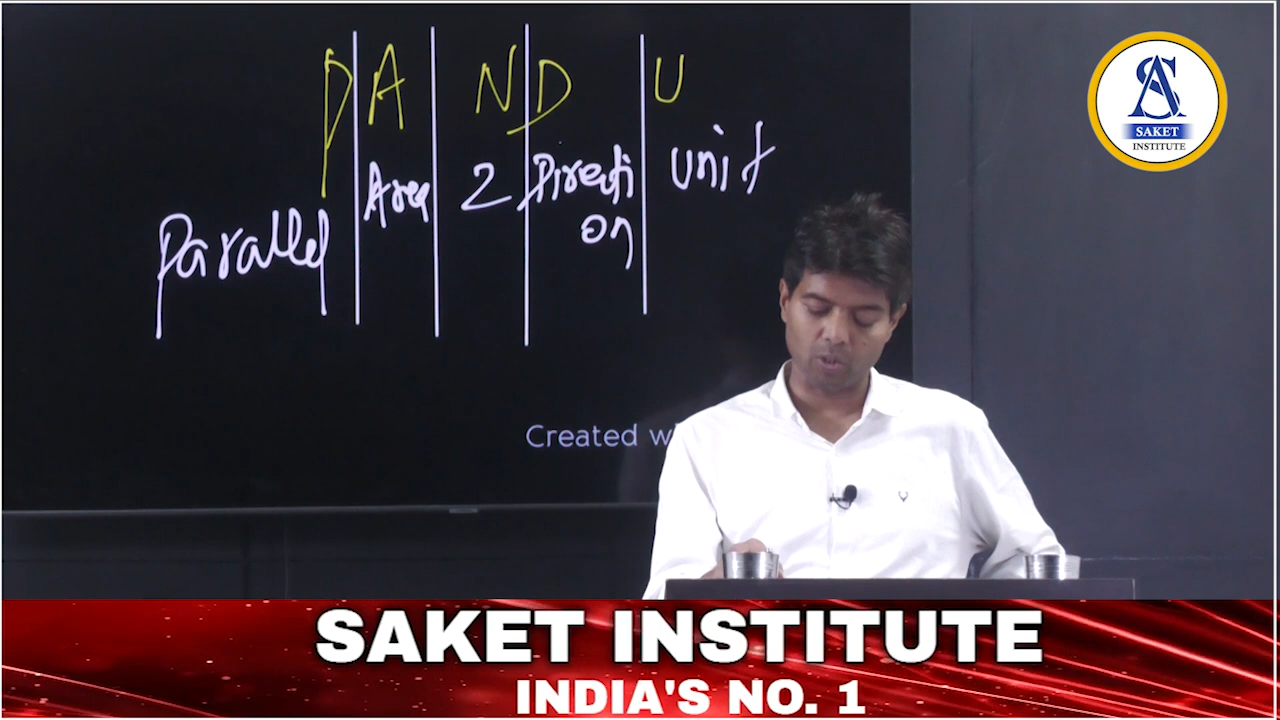 P A N D U
Parallel Area 2 Directi unit
on
Created w
SA
SAKET
INSTITUTE
SAKET INSTITUTE
INDIA'S NO. 1